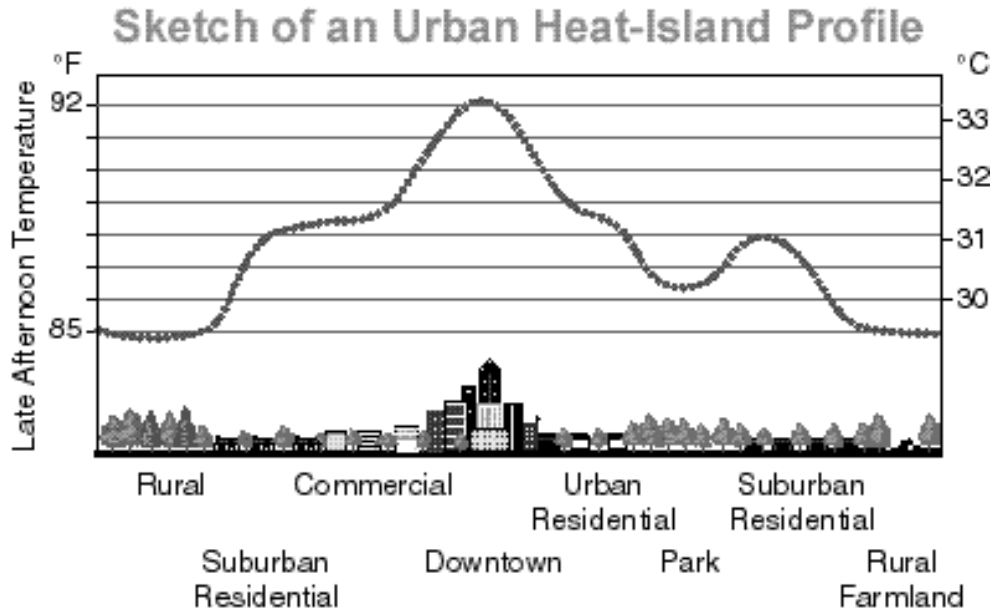 Sketch of an Urban Heat-Island Profile
°F
°C
92
85
33
32
31
30
Late Afternoon Temperature
Rural
Commercial
Urban
Residential
Suburban
Residential
Suburban
Residential
Downtown
Park
Rural
Farmland